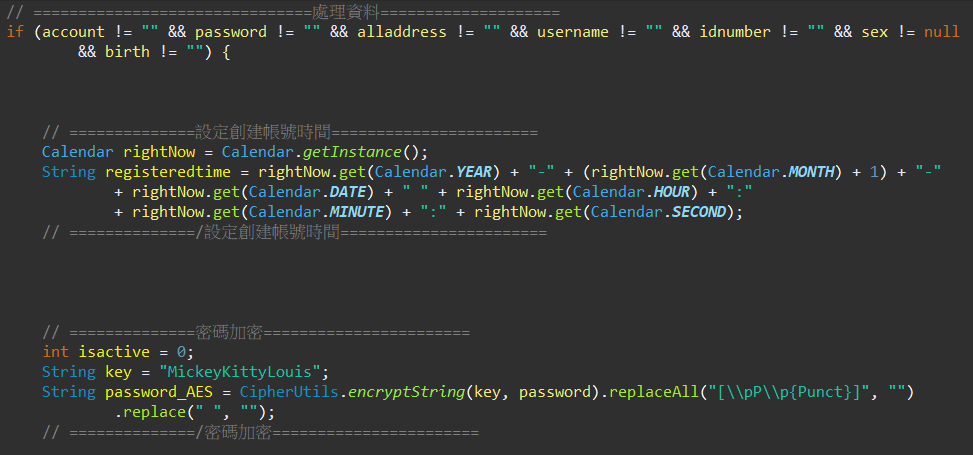 // ===============================處理資料====================
if (account != "" && password != "" && alladdress != "" && username != "" && idnumber != "" && sex != null
&& birth != "") {
// ==============設定創建帳號時間=======================
Calendar rightNow = Calendar.getInstance();
String registeredtime = rightNow.get(Calendar.YEAR) + "-" + (rightNow.get(Calendar.MONTH) + 1) + "-"
+ rightNow.get(Calendar.DATE) + " " + rightNow.get(Calendar.HOUR) + ":"
+ rightNow.get(Calendar.MINUTE) + ":" + rightNow.get(Calendar.SECOND);
// ==============/設定創建帳號時間=======================
// ==============密碼加密=======================
int isactive = 0;
String key = "MickeyKittyLouis";
String password_AES = CipherUtils.encryptString(key, password).replaceAll("[\\pP\\p{Punct}]", "")
.replace(" ", "");
// ==============/密碼加密=======================